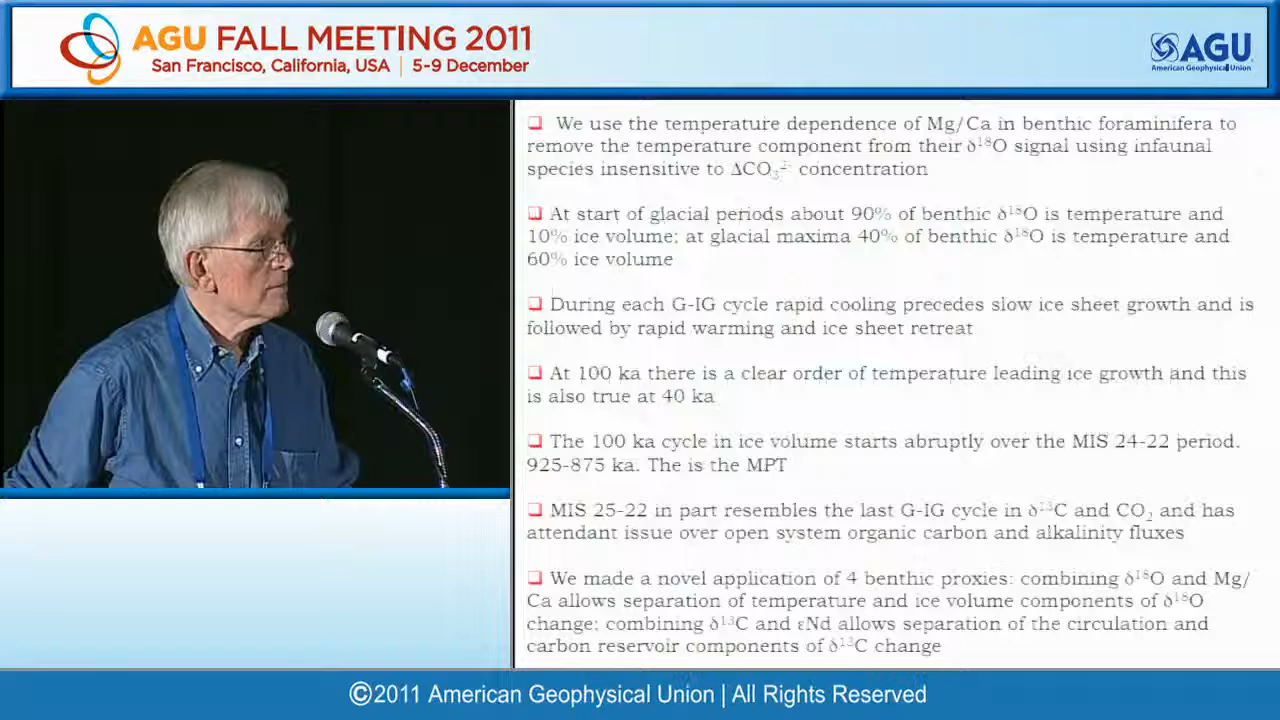 AGU FALL MEETING 2011
San Francisco, California, USA | 5-9 December
AGU
American Geophysical Union
We use the temperature dependence of Mg/Ca in benthic foraminifera to
remove the temperature component from their δ¹⁸O signal using infaunal
species insensitive to ΔCO₃²⁻ concentration
At start of glacial periods about 90% of benthic δ¹⁸O is temperature and
10% ice volume; at glacial maxima 40% of benthic δ¹⁸O is temperature and
60% ice volume
During each G-IG cycle rapid cooling precedes slow ice sheet growth and is
followed by rapid warming and ice sheet retreat
At 100 ka there is a clear order of temperature leading ice growth and this
is also true at 40 ka
The 100 ka cycle in ice volume starts abruptly over the MIS 24-22 period.
925-875 ka. The is the MPT
MIS 25-22 in part resembles the last G-IG cycle in δ¹³C and CO₂ and has
attendant issue over open system organic carbon and alkalinity fluxes
We made a novel application of 4 benthic proxies: combining δ¹⁸O and Mg/
Ca allows separation of temperature and ice volume components of δ¹⁸O
change; combining δ¹³C and εNd allows separation of the circulation and
carbon reservoir components of δ¹³C change
©2011 American Geophysical Union | All Rights Reserved